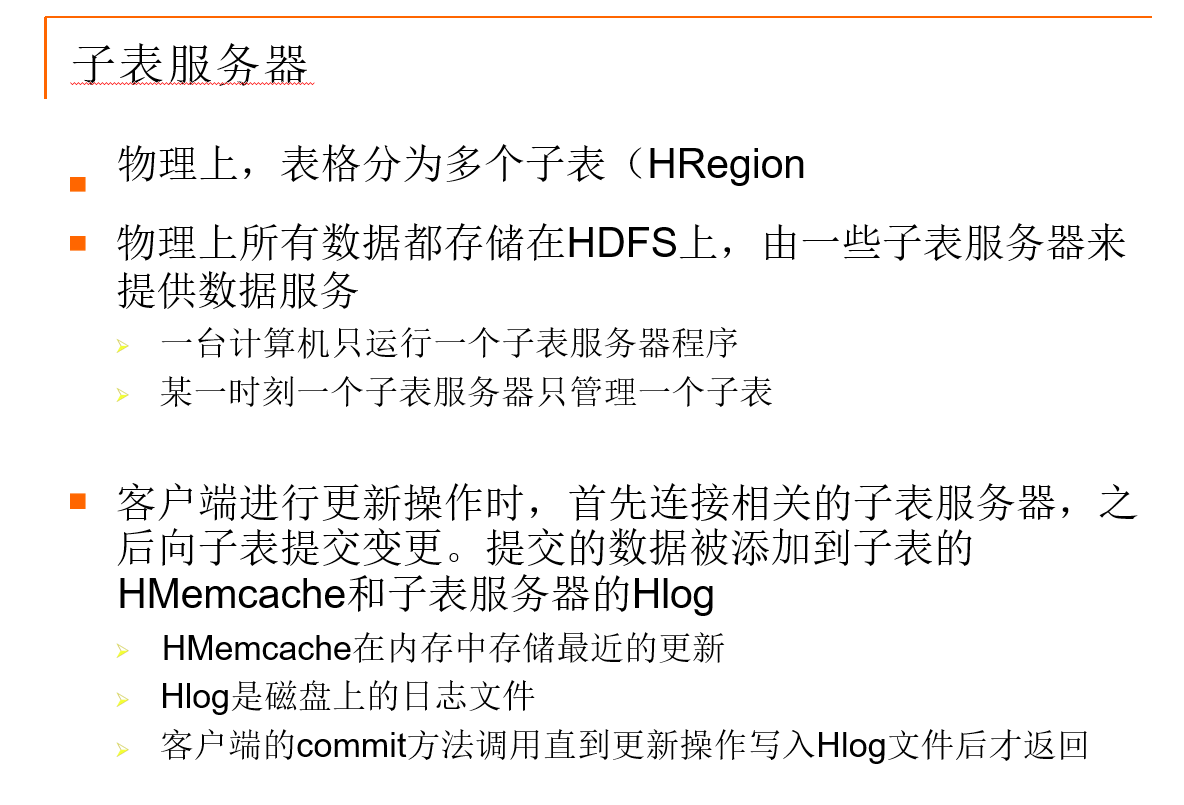 子表服务器
物理上，表格分为多个子表（HRegion
物理上所有数据都存储在HDFS上，由一些子表服务器来
提供数据服务
一台计算机只运行一个子表服务器程序
某一时刻一个子表服务器只管理一个子表
客户端进行更新操作时，首先连接相关的子表服务器，之
后向子表提交变更。提交的数据被添加到子表的
HMemcache和子表服务器的Hlog
HMemcache在内存中存储最近的更新
Hlog是磁盘上的日志文件
客户端的commit方法调用直到更新操作写入Hlog文件后才返回